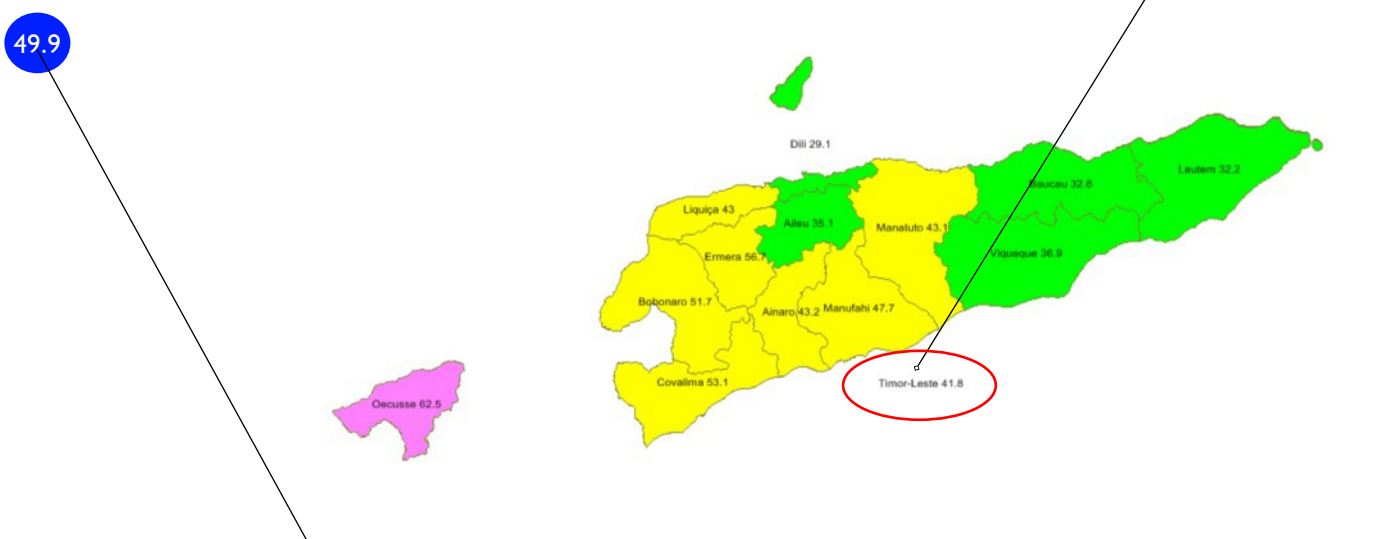 49.9
Dili 29.1
Lautem 32.2
Baucau 32.6
Liquiça 43
Aileu 35.1
Manatuto 43.1
Viqueque 36.9
Ermera 56.7
Bobonaro 51.7
Ainaro 43.2
Manufahi 47.7
Covalima 53.1
Timor-Leste 41.8
Oecusse 62.5